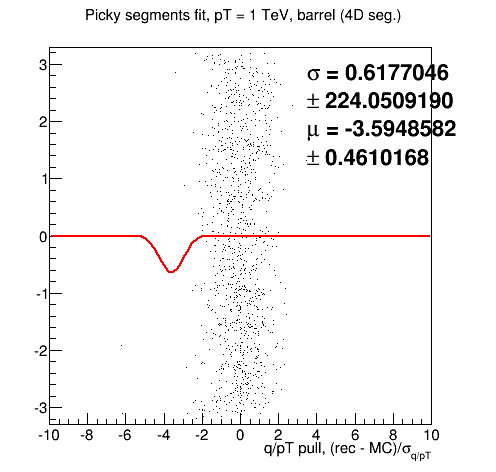 Picky segments fit, pT = 1 TeV, barrel (4D seg.)
σ = 0.6177046
± 224.0509190
μ = -3.5948582
± 0.4610168
3
2
1
0
-1
-2
-3
-10 -8 -6 -4 -2 0 2 4 6 8 10
q/pT pull, (rec - MC)/σq/pT